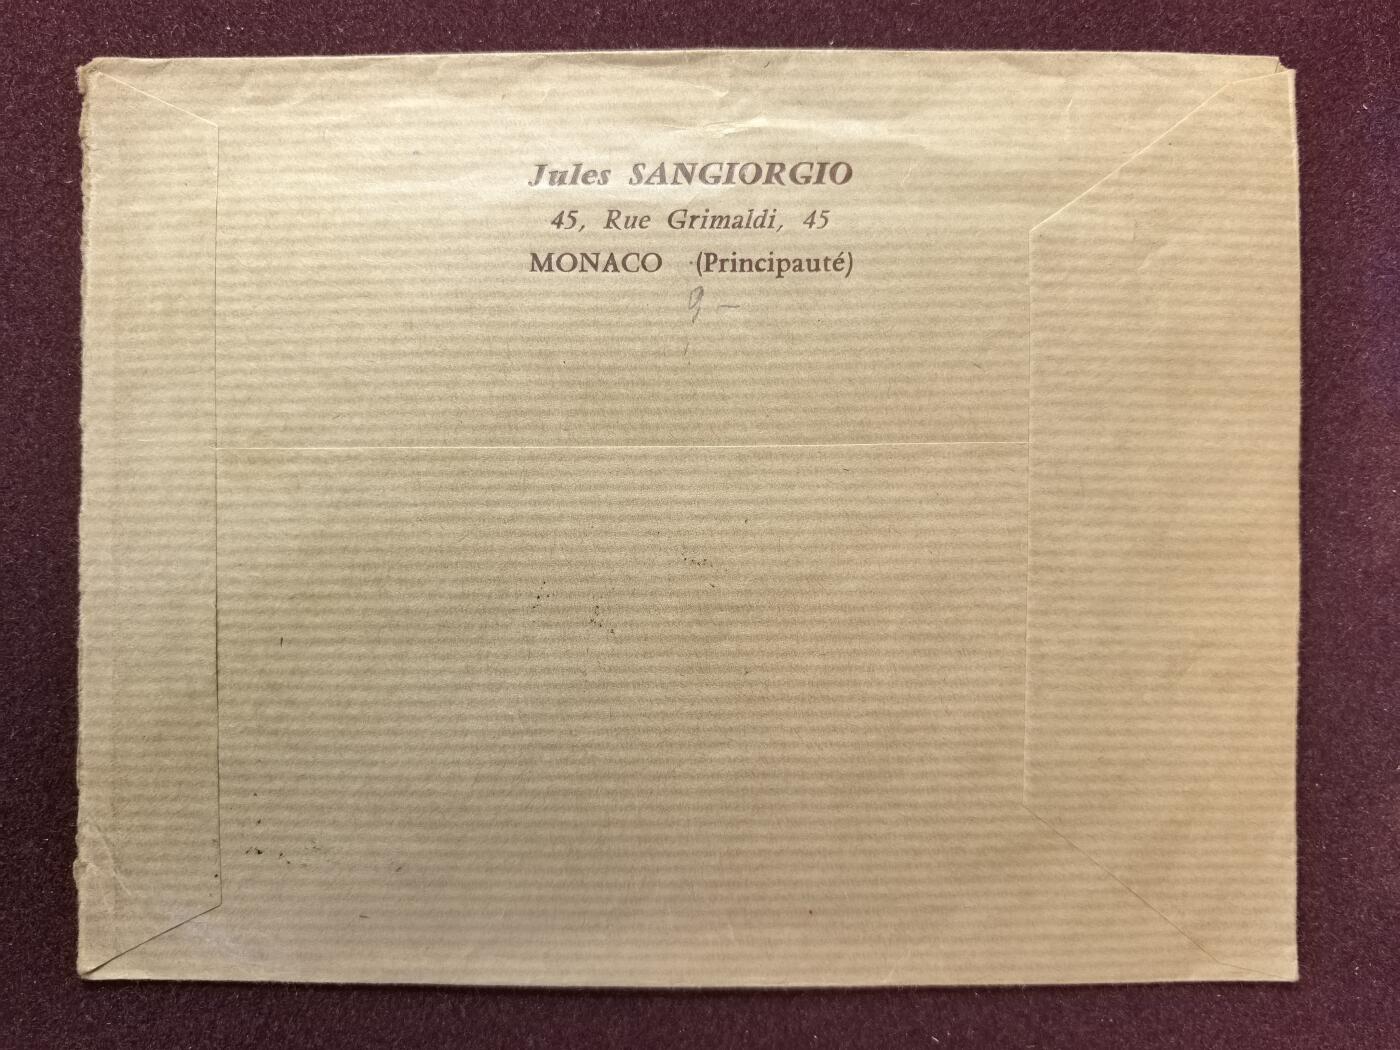 Jules SANGIORGIO
45, Rue Grimaldi, 45
MONACO (Principauté)
9 –